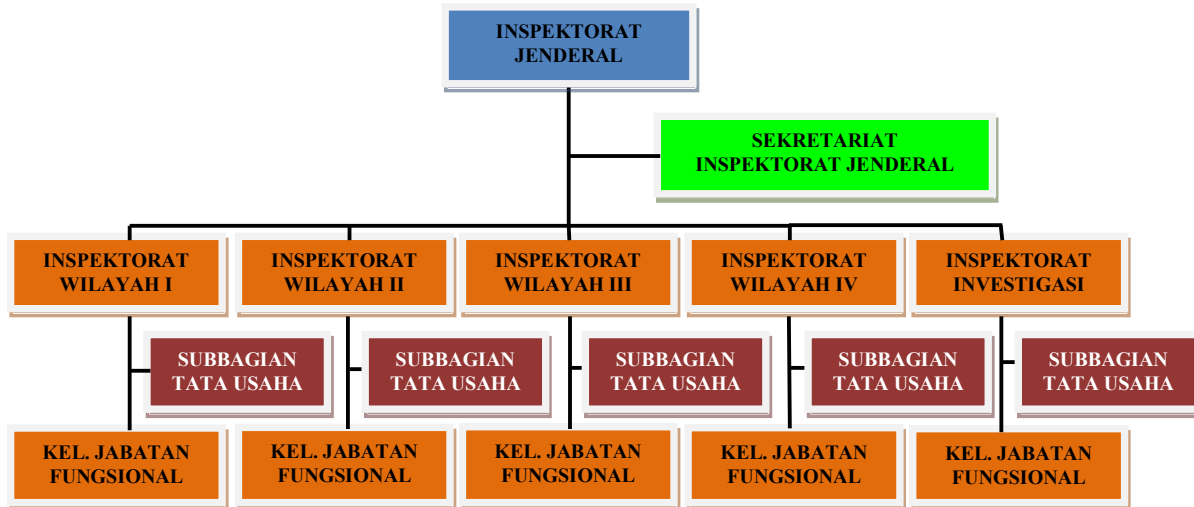 INSPEKTORAT
JENDERAL
SEKRETARIAT
INSPEKTORAT JENDERAL
INSPEKTORAT
WILAYAH I
INSPEKTORAT
WILAYAH II
INSPEKTORAT
WILAYAH III
INSPEKTORAT
WILAYAH IV
INSPEKTORAT
INVESTIGASI
SUBBAGIAN
TATA USAHA
SUBBAGIAN
TATA USAHA
SUBBAGIAN
TATA USAHA
SUBBAGIAN
TATA USAHA
SUBBAGIAN
TATA USAHA
KEL. JABATAN
FUNGSIONAL
KEL. JABATAN
FUNGSIONAL
KEL. JABATAN
FUNGSIONAL
KEL. JABATAN
FUNGSIONAL
KEL. JABATAN
FUNGSIONAL